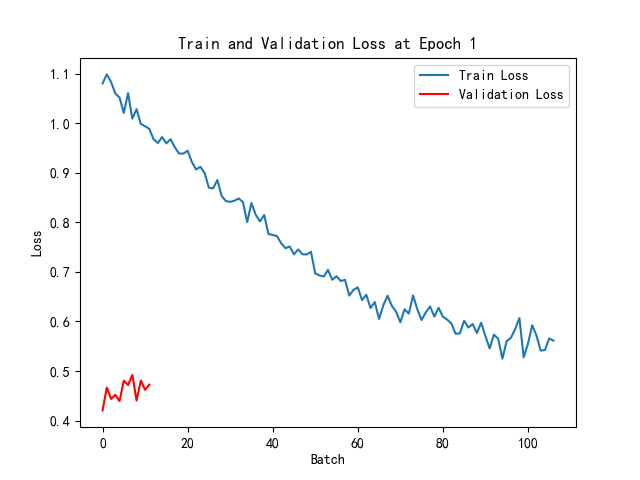 Train and Validation Loss at Epoch 1
Train Loss
Validation Loss
1.1
1.0
0.9
0.8
0.7
0.6
0.5
0.4
Loss
0 20 40 60 80 100
Batch